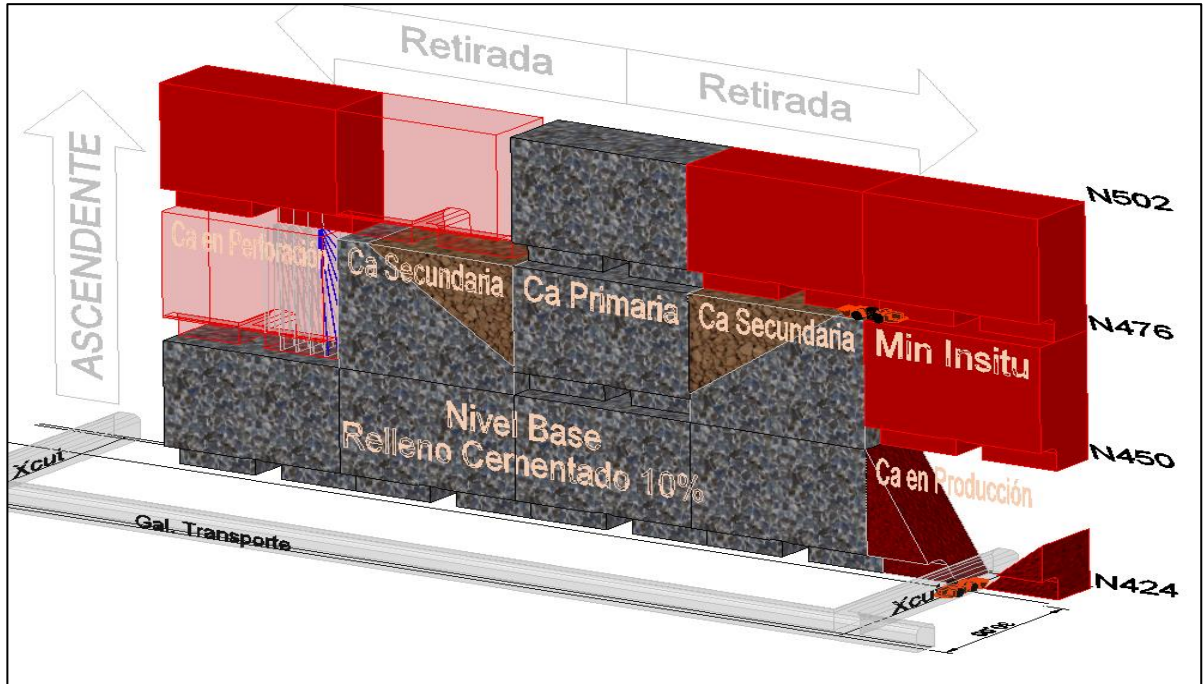 Retirada
Retirada
ASCENDENTE
N502
Ca en Perforación
Ca Secundaria
Ca Primaria
Ca Secundaria
Min Insitu
N476
Nivel Base
Relleno Cementado 10%
N450
Ca en Producción
Xcut
Gal. Transporte
Xcut
N424